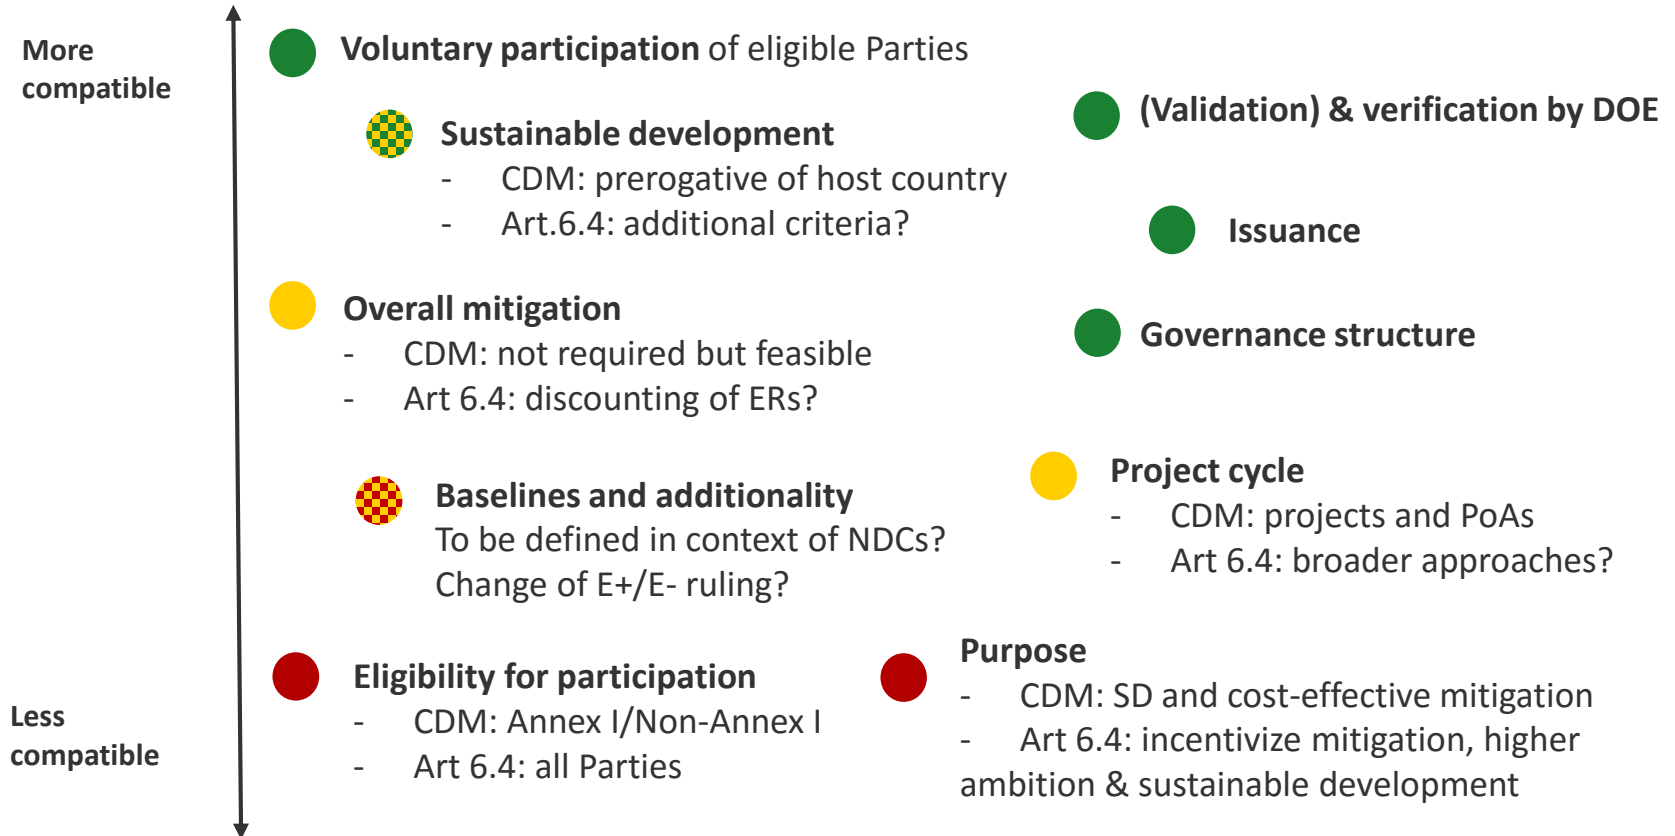 More
compatible
Voluntary participation of eligible Parties
Sustainable development
- CDM: prerogative of host country
- Art.6.4: additional criteria?
Overall mitigation
- CDM: not required but feasible
- Art 6.4: discounting of ERs?
Baselines and additionality
To be defined in context of NDCs?
Change of E+/E- ruling?
Eligibility for participation
- CDM: Annex I/Non-Annex I
- Art 6.4: all Parties
(Validation) & verification by DOE
Issuance
Governance structure
Project cycle
- CDM: projects and PoAs
- Art 6.4: broader approaches?
Purpose
- CDM: SD and cost-effective mitigation
- Art 6.4: incentivize mitigation, higher
ambition & sustainable development
Less
compatible